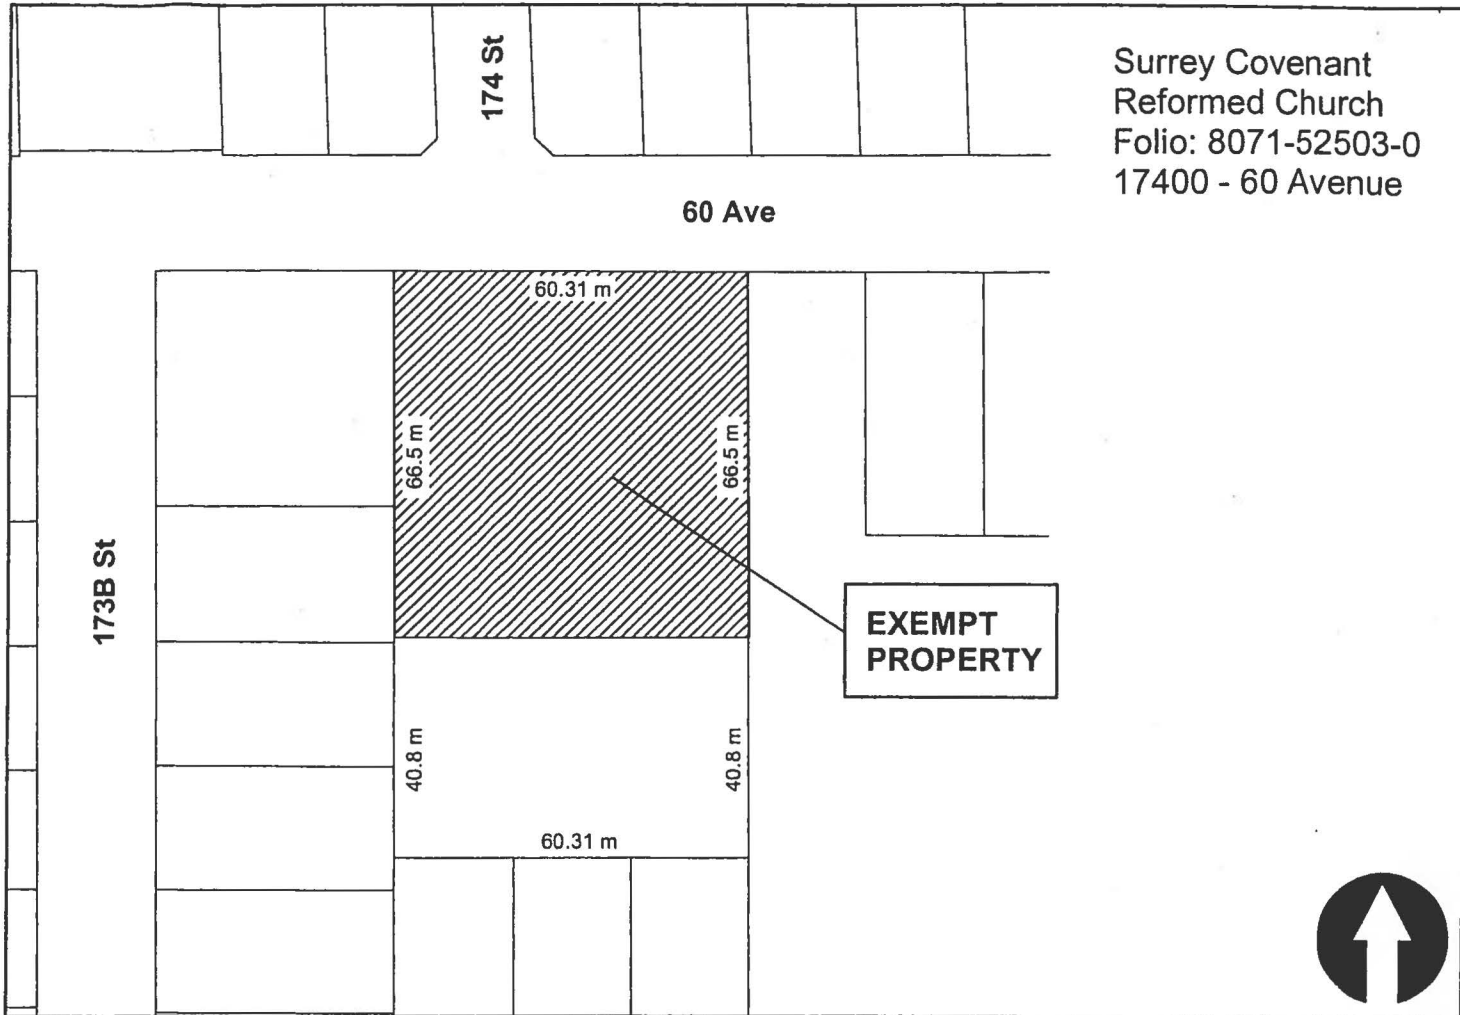 174 St
Surrey Covenant
Reformed Church
Folio: 8071-52503-0
17400 - 60 Avenue
60 Ave
60.31 m
66.5 m
66.5 m
173B St
EXEMPT
PROPERTY
40.8 m
40.8 m
60.31 m